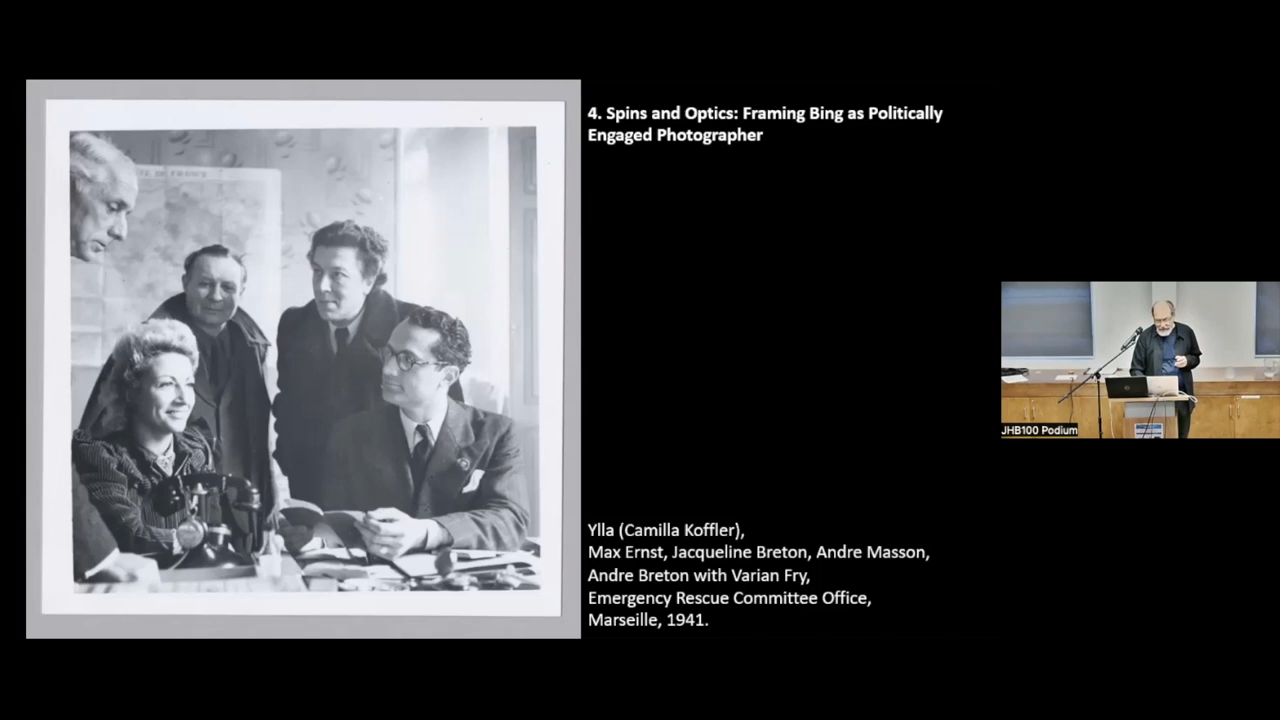 4. Spins and Optics: Framing Bing as Politically
Engaged Photographer
Ylla (Camilla Koffler),
Max Ernst, Jacqueline Breton, Andre Masson,
Andre Breton with Varian Fry,
Emergency Rescue Committee Office,
Marseille, 1941.
JHB100 Podium